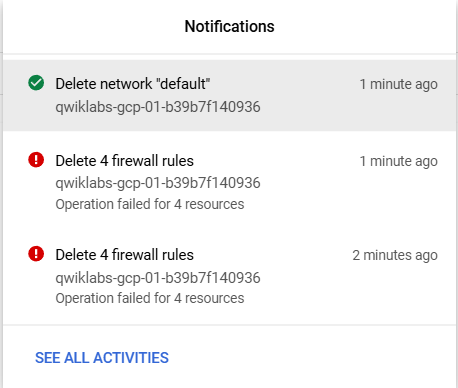 Notifications
Delete network "default"
1 minute ago
qwiklabs-gcp-01-b39b7f140936
Delete 4 firewall rules
1 minute ago
qwiklabs-gcp-01-b39b7f140936
Operation failed for 4 resources
Delete 4 firewall rules
2 minutes ago
qwiklabs-gcp-01-b39b7f140936
Operation failed for 4 resources
SEE ALL ACTIVITIES